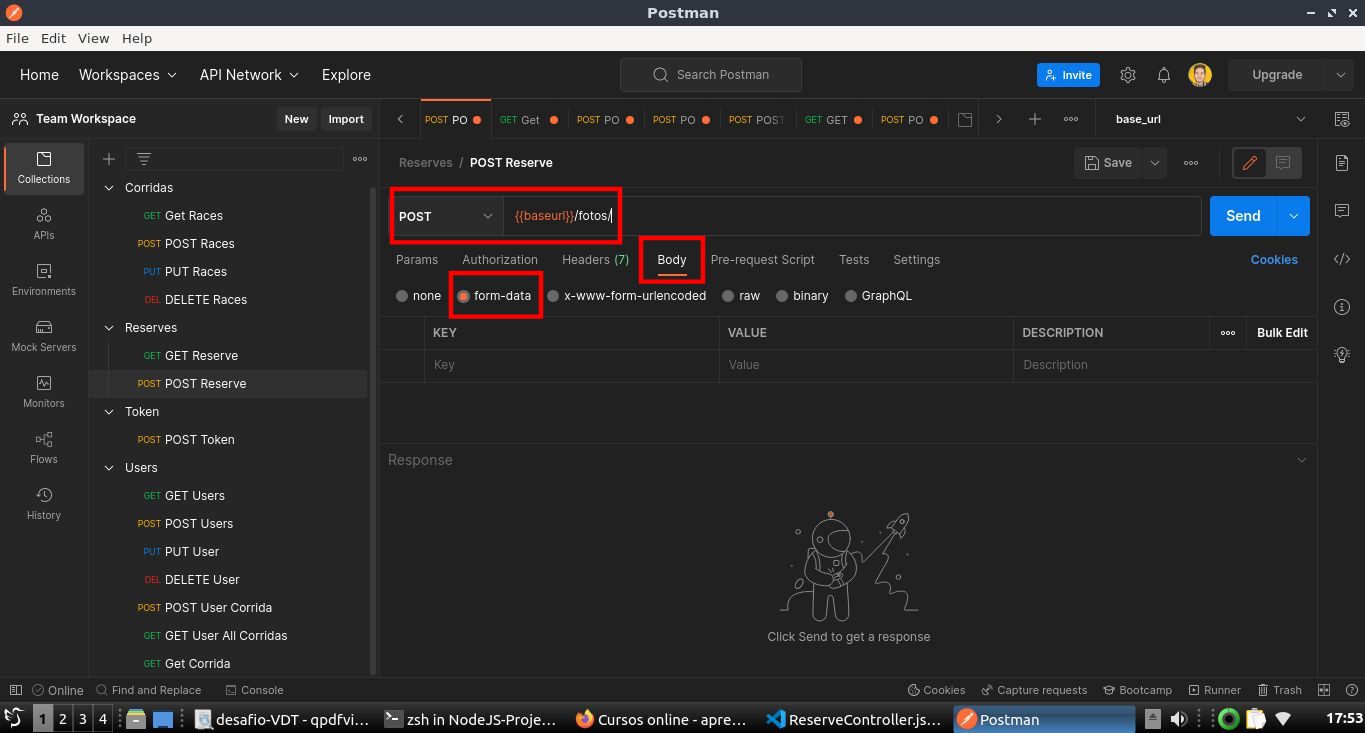 Postman
File Edit View Help
Home Workspaces API Network Explore Search Postman Invite Upgrade
Team Workspace New Import POST PO GET Get POST PO POST PO POST POST GET GET POST PO base_url
Collections
APIs
Environments
Mock Servers
Monitors
Flows
History
Corridas
GET Get Races
POST POST Races
PUT PUT Races
DEL DELETE Races
Reserves
GET GET Reserve
POST POST Reserve
Token
POST POST Token
Users
GET GET Users
POST POST Users
PUT PUT User
DEL DELETE User
POST POST User Corrida
GET GET User All Corridas
GET Get Corrida
Reserves / POST Reserve Save
POST {{baseurl}}/fotos/ Send
Params Authorization Headers (7) Body Pre-request Script Tests Settings Cookies
none form-data x-www-form-urlencoded raw binary GraphQL
KEY VALUE DESCRIPTION Bulk Edit
Key Value Description
Response
Click Send to get a response
Online Find and Replace Console Cookies Capture requests Bootcamp Runner Trash
1 2 3 4 desafio-VDT - qpdfvi... zsh in NodeJS-Proje... Cursos online - apre... ReserveController.js... Postman 17:53